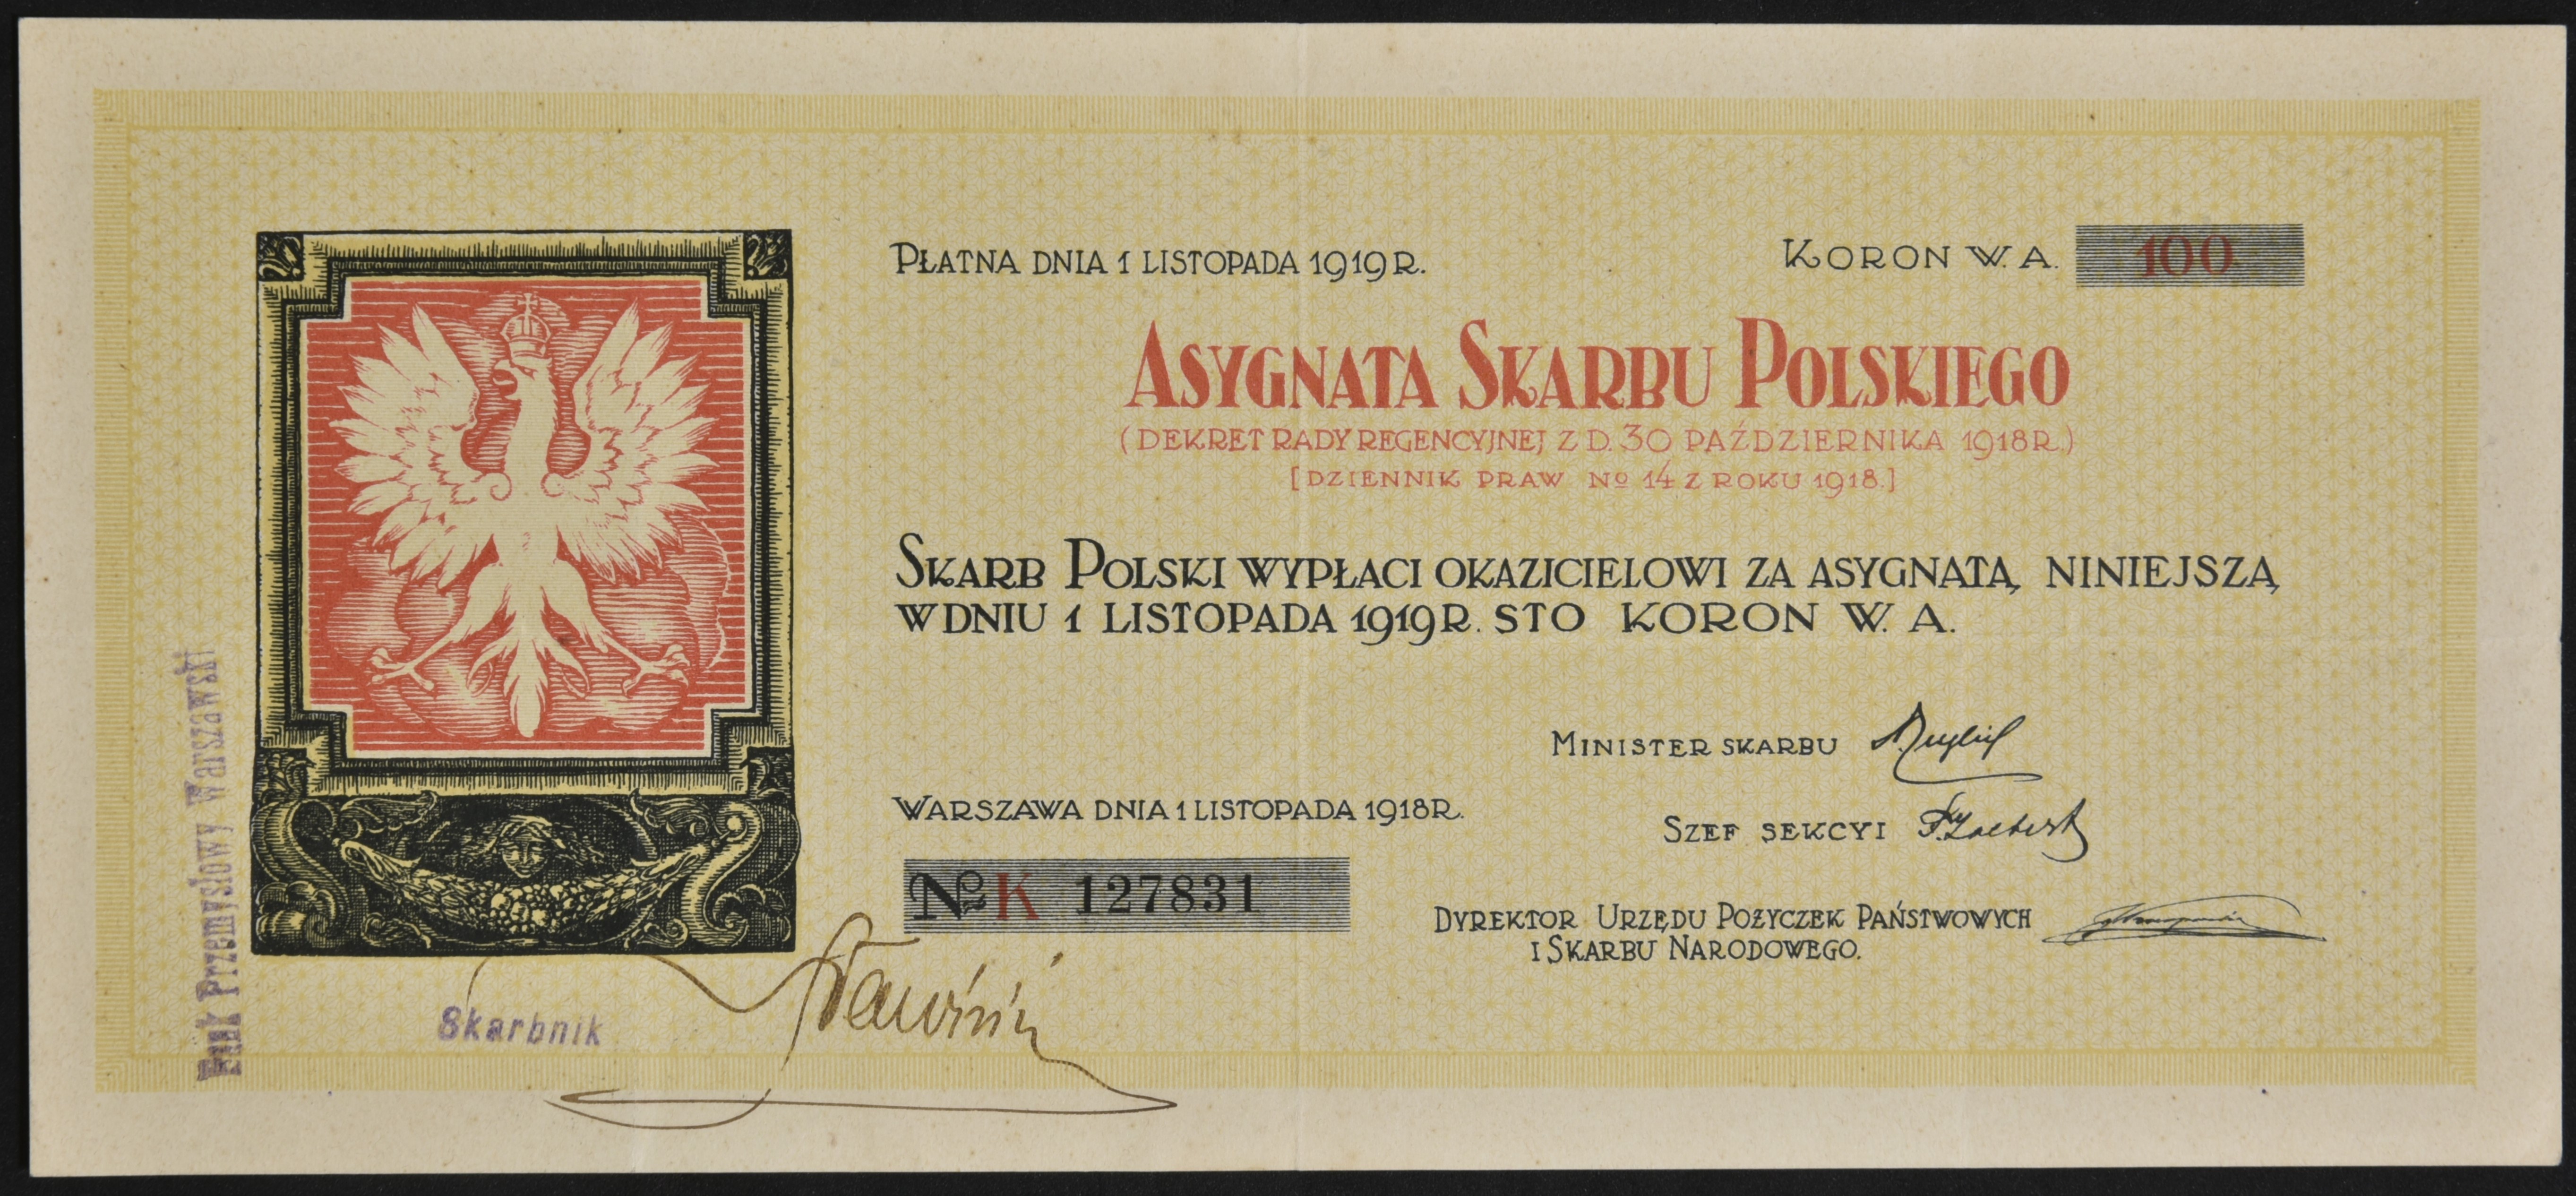 PŁATNA DNIA 1 LISTOPADA 1919 R.
KORON W. A. 100
ASYGNATA SKARBU POLSKIEGO
(DEKRET RADY REGENCYJNEJ Z D. 30 PAŹDZIERNIKA 1918 R.)
[DZIENNIK PRAW No 14 Z ROKU 1918.]
SKARB POLSKI WYPŁACI OKAZICIELOWI ZA ASYGNATĄ NINIEJSZĄ
W DNIU 1 LISTOPADA 1919 R. STO KORON W. A.
MINISTER SKARBU
WARSZAWA DNIA 1 LISTOPADA 1918 R.
SZEF SEKCYI
No K 127831
DYREKTOR URZĘDU POŻYCZEK PAŃSTWOWYCH
I SKARBU NARODOWEGO.
Bank Przemysłowy Warszawski
Skarbnik